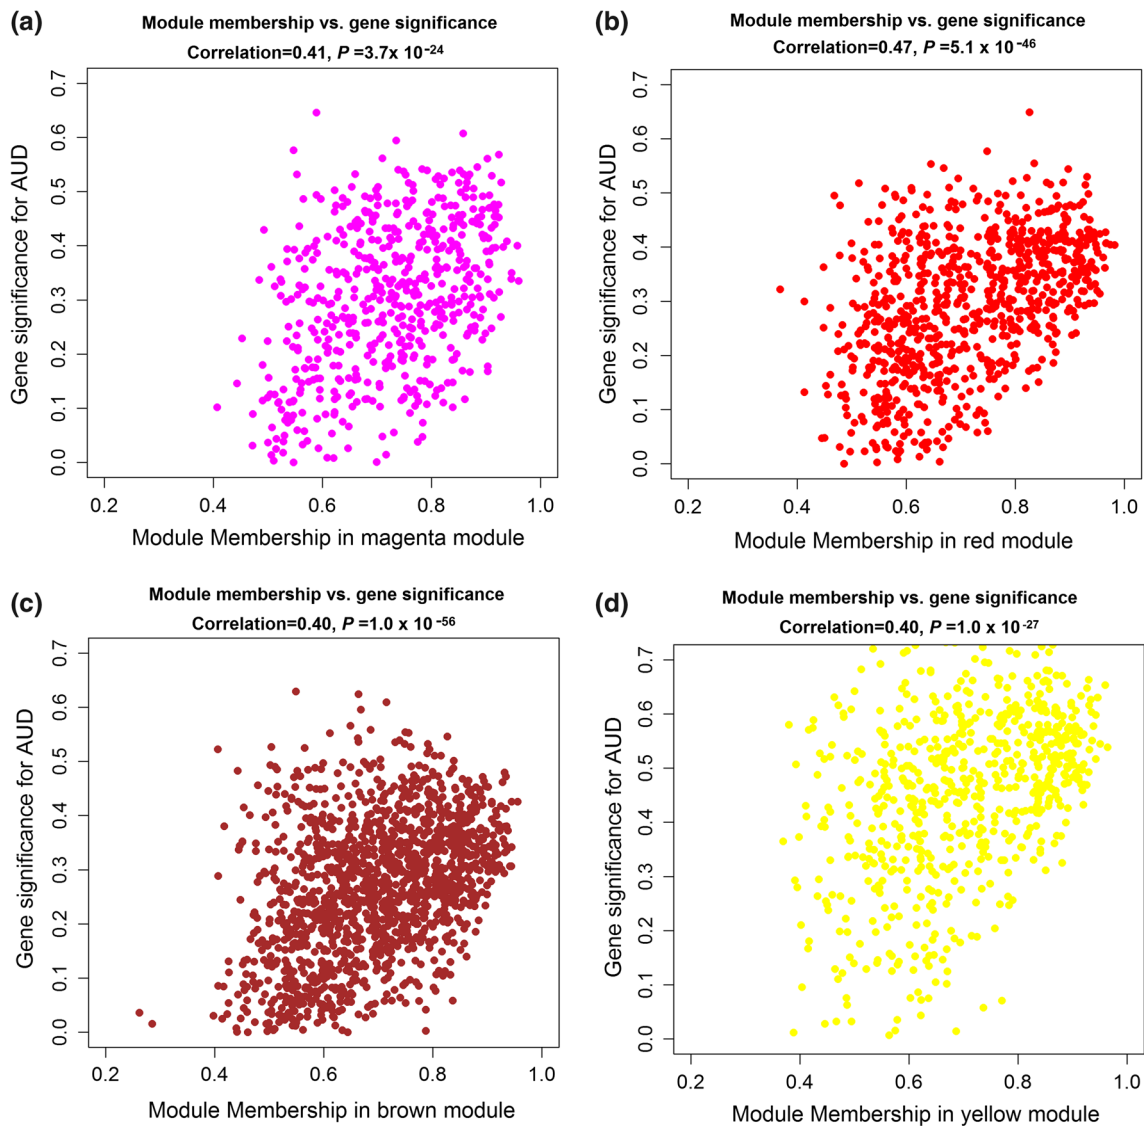 (a)
Module membership vs. gene significance
Correlation=0.41, P =3.7x 10⁻²⁴
Gene significance for AUD
0.7
0.6
0.5
0.4
0.3
0.2
0.1
0.0
0.2 0.4 0.6 0.8 1.0
Module Membership in magenta module
(b)
Module membership vs. gene significance
Correlation=0.47, P =5.1 x 10⁻⁴⁶
Gene significance for AUD
0.7
0.6
0.5
0.4
0.3
0.2
0.1
0.0
0.2 0.4 0.6 0.8 1.0
Module Membership in red module
(c)
Module membership vs. gene significance
Correlation=0.40, P =1.0 x 10⁻⁵⁶
Gene significance for AUD
0.7
0.6
0.5
0.4
0.3
0.2
0.1
0.0
0.2 0.4 0.6 0.8 1.0
Module Membership in brown module
(d)
Module membership vs. gene significance
Correlation=0.40, P =1.0 x 10⁻²⁷
Gene significance for AUD
0.7
0.6
0.5
0.4
0.3
0.2
0.1
0.0
0.2 0.4 0.6 0.8 1.0
Module Membership in yellow module